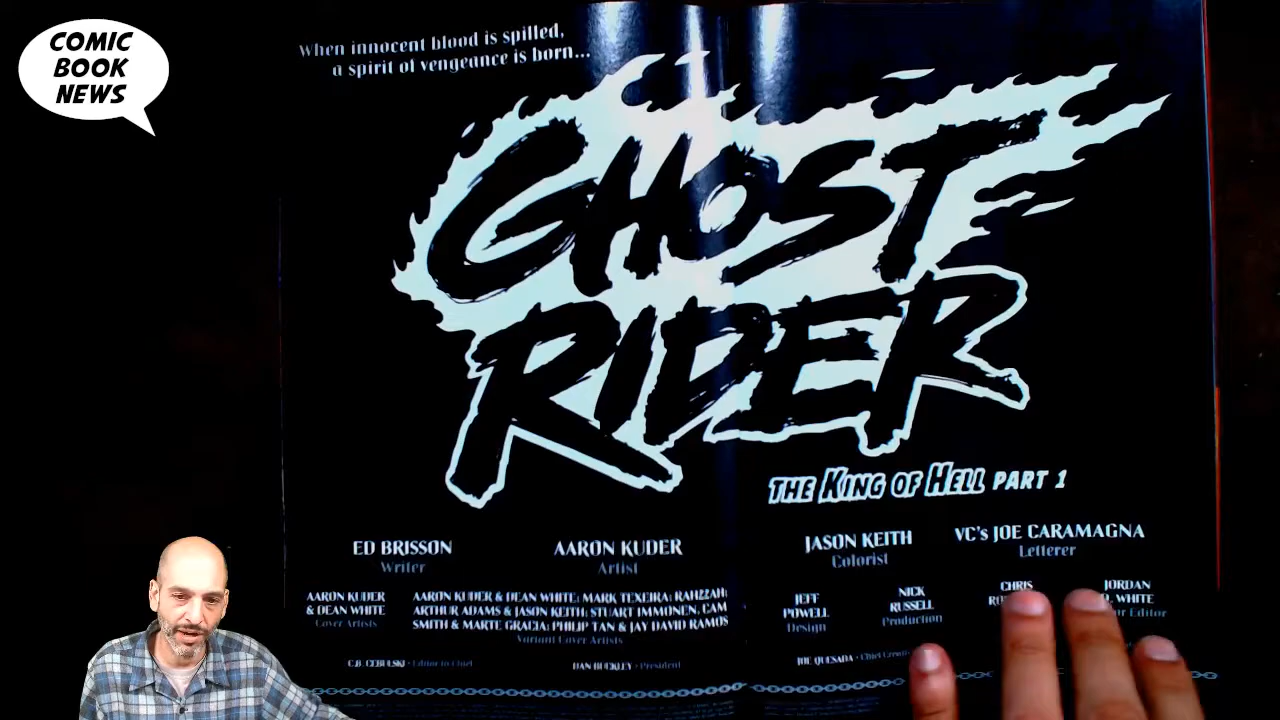 COMIC
BOOK
NEWS
When innocent blood is spilled,
a spirit of vengeance is born...
GHOST
RIDER
THE KING OF HELL PART 1
ED BRISSON
Writer
AARON KUDER
Artist
JASON KEITH
Colorist
VC's JOE CARAMAGNA
Letterer
AARON KUDER
& DEAN WHITE
Cover Artists
AARON KUDER & DEAN WHITE; MARK TEXEIRA; RAHZZAH;
ARTHUR ADAMS & JASON KEITH; STUART IMMONEN, CAM
SMITH & MARTE GRACIA; PHILIP TAN & JAY DAVID RAMOS
Variant Cover Artists
JEFF
POWELL
Design
NICK
RUSSELL
Production
CHRIS
JORDAN
WHITE
Editor
C.B. CEBULSKI • Editor in Chief
DAN BUCKLEY • President
JOE QUESADA • Chief